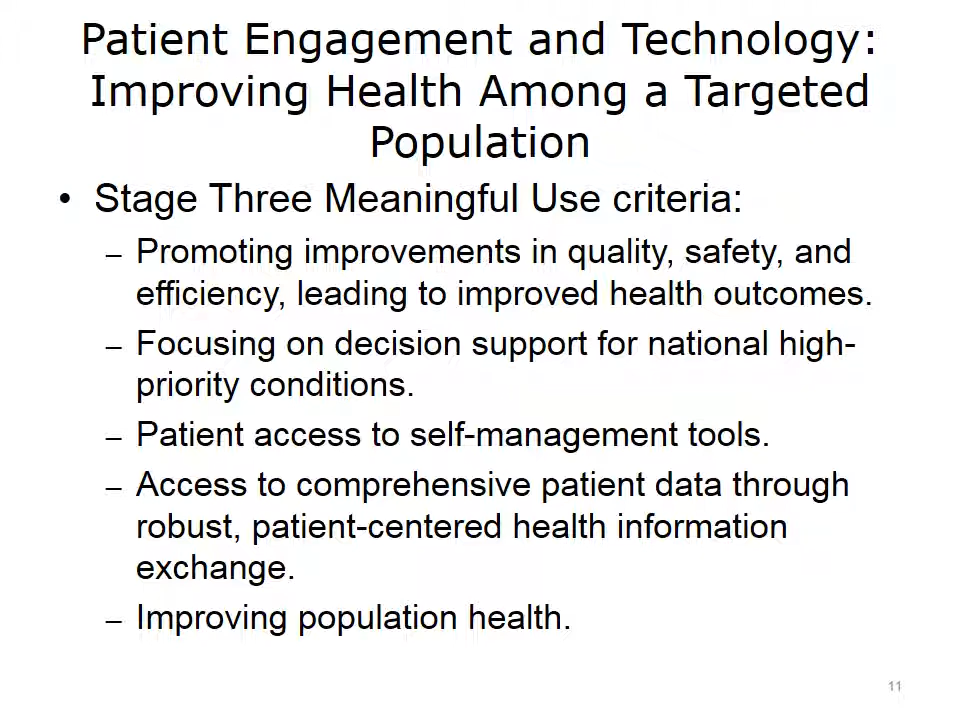 Patient Engagement and Technology:
Improving Health Among a Targeted
Population
• Stage Three Meaningful Use criteria:
– Promoting improvements in quality, safety, and
efficiency, leading to improved health outcomes.
– Focusing on decision support for national high-
priority conditions.
– Patient access to self-management tools.
– Access to comprehensive patient data through
robust, patient-centered health information
exchange.
– Improving population health.
11